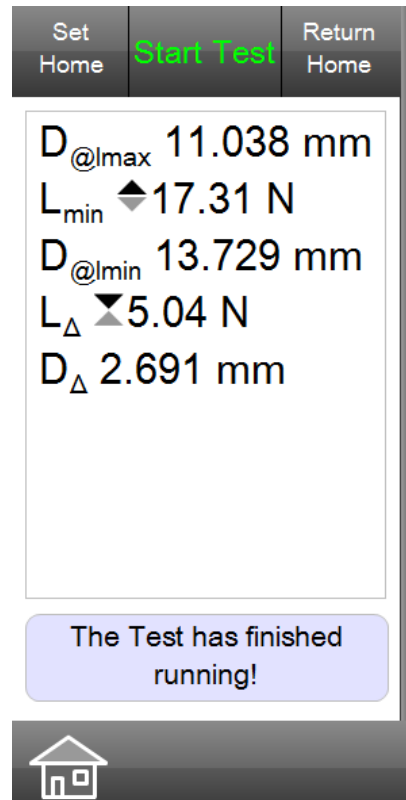 Set Home
Start Test
Return Home
D@lmax 11.038 mm
Lmin 17.31 N
D@lmin 13.729 mm
LΔ 5.04 N
DΔ 2.691 mm
The Test has finished
running!